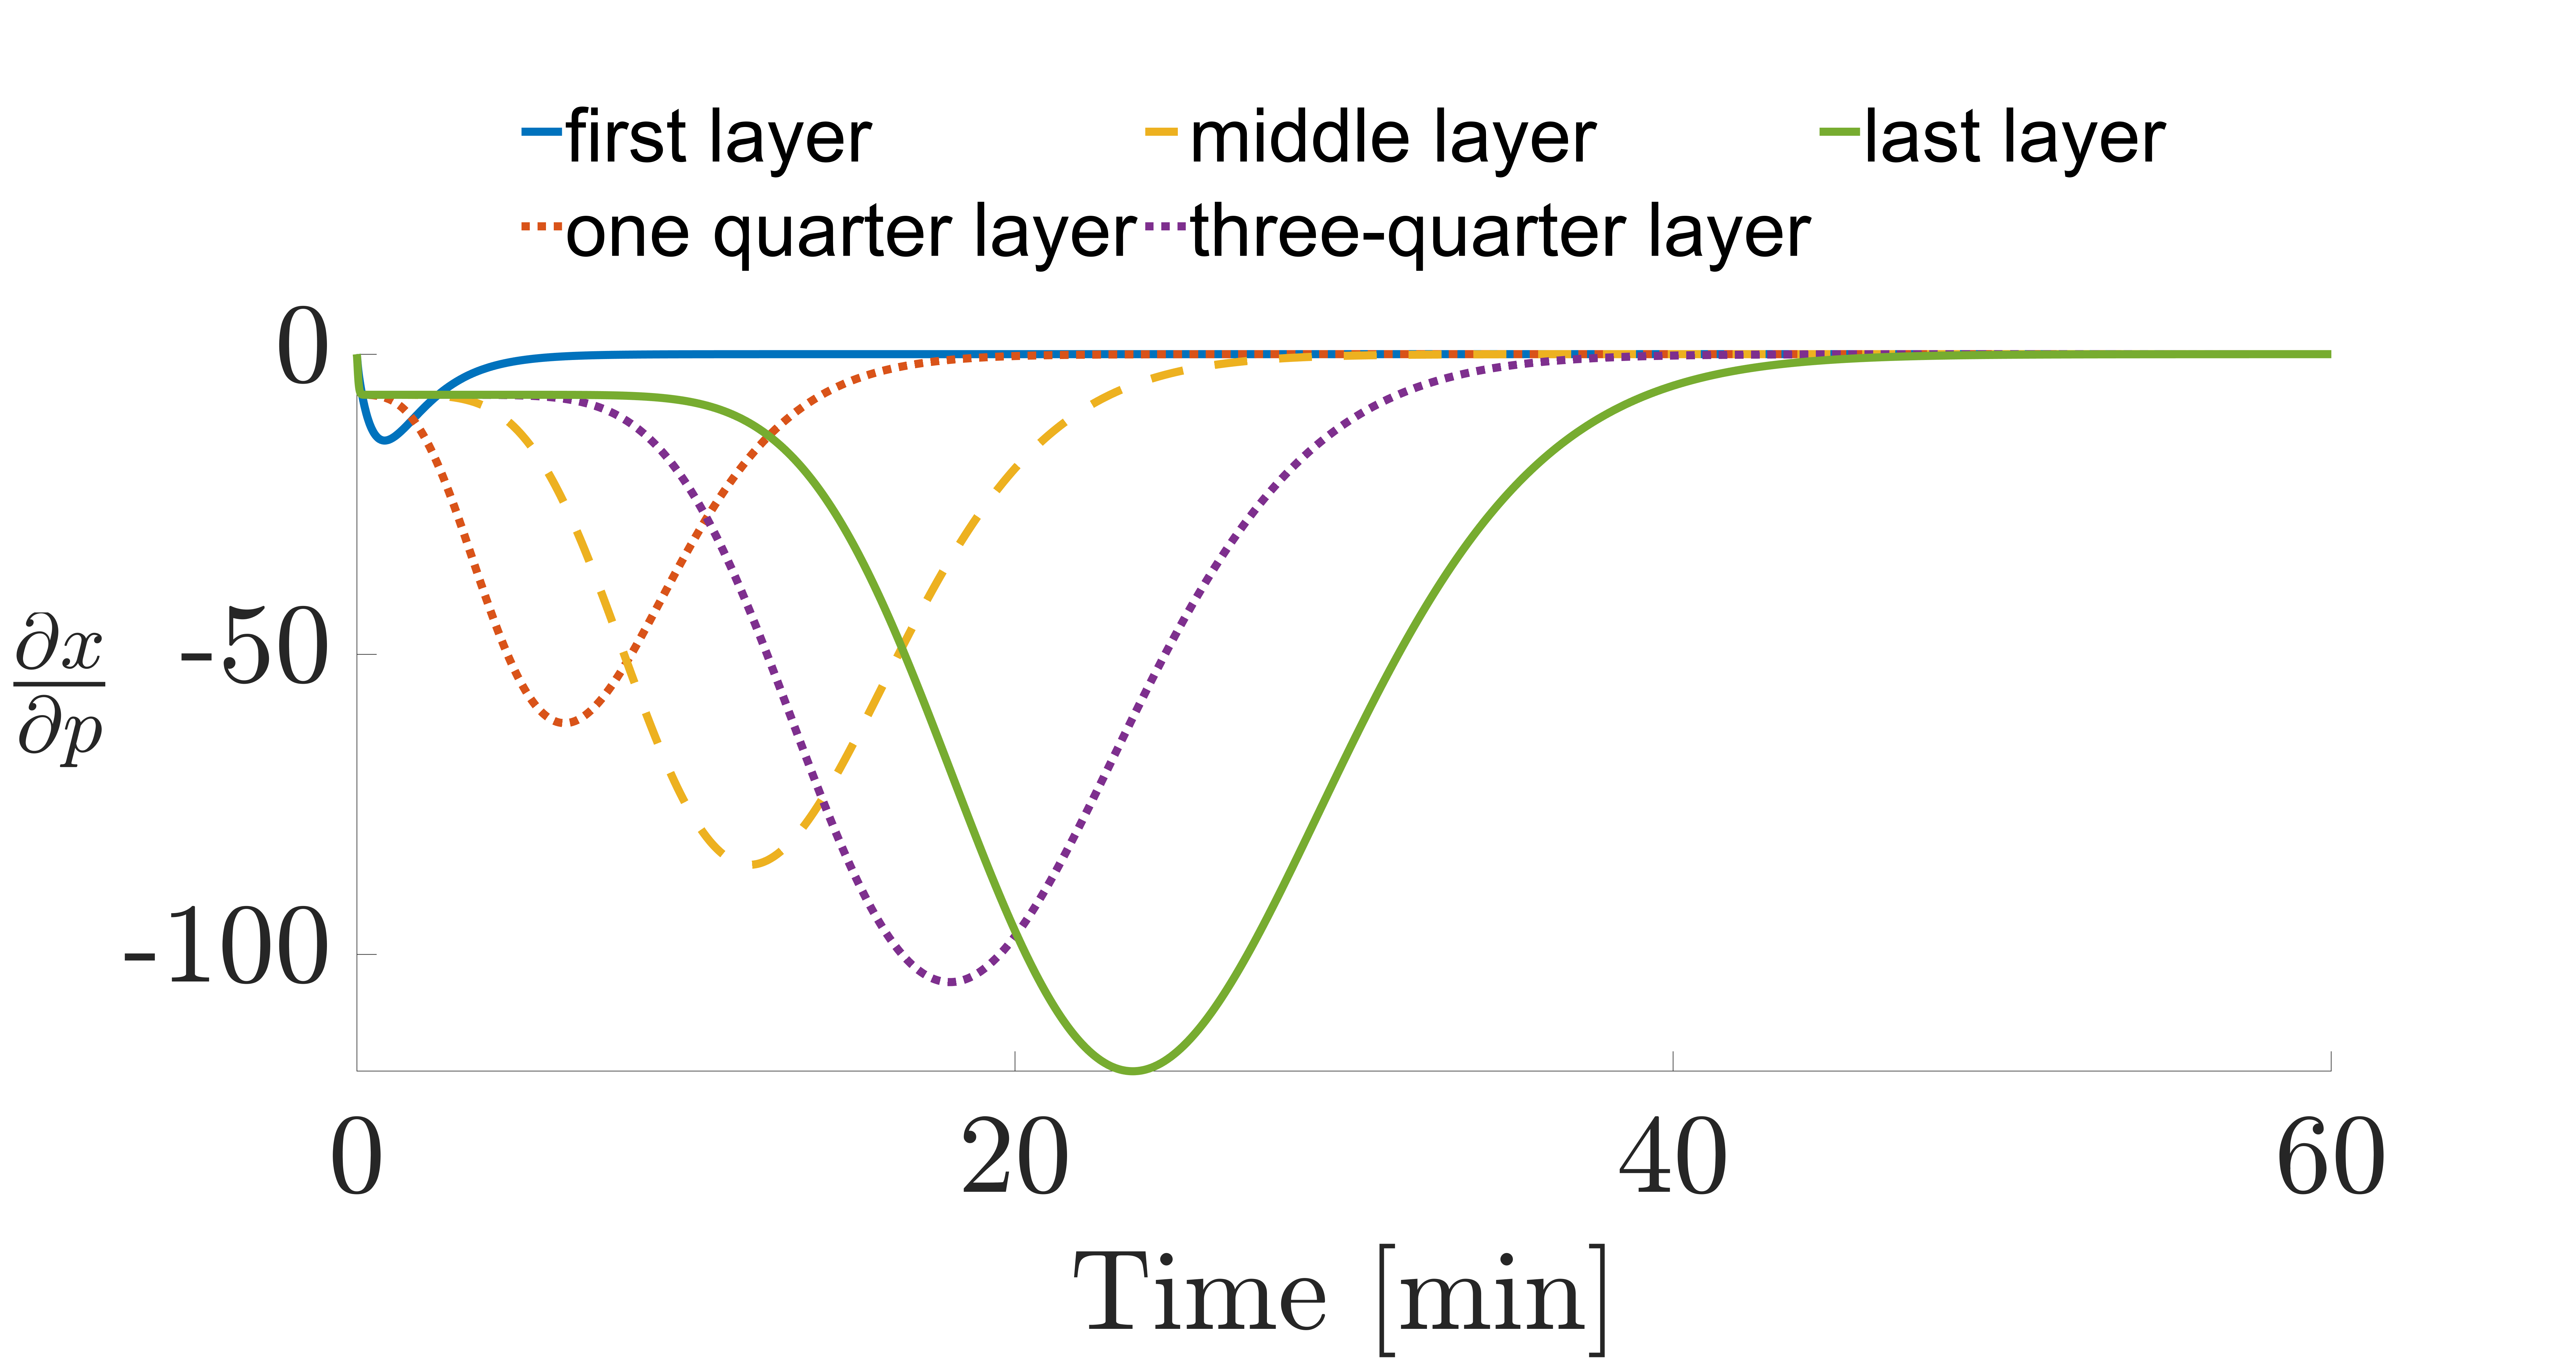 first layer
middle layer
last layer
one quarter layer
three-quarter layer
0
-50
-100
∂x
∂p
0 20 40 60
Time [min]